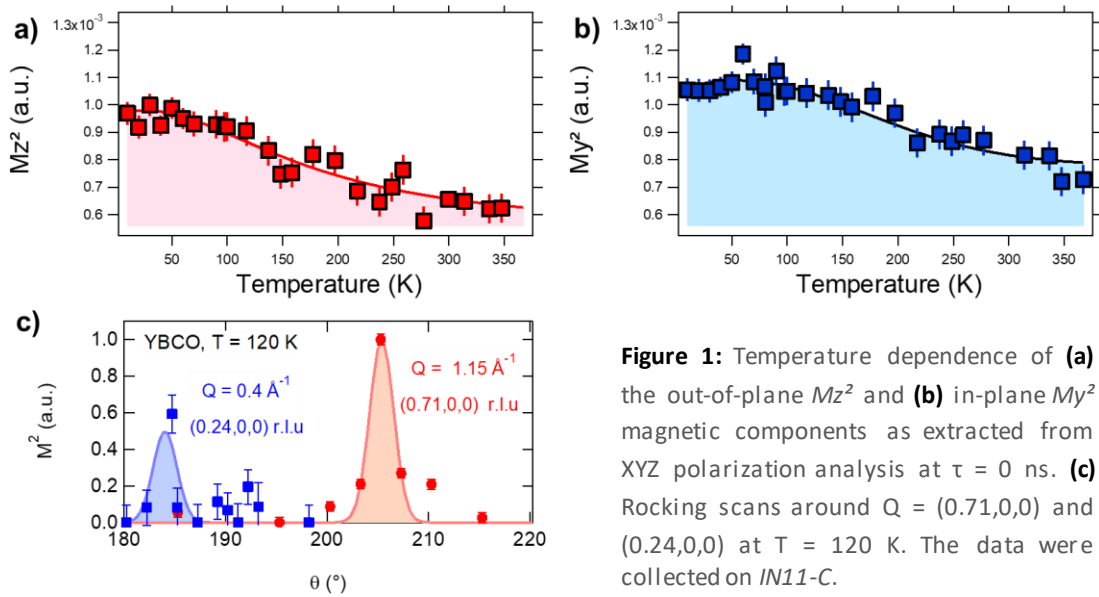 a)
1.3x10⁻³
1.2
1.1
1.0
0.9
0.8
0.7
0.6
Mz² (a.u.)
50 100 150 200 250 300 350
Temperature (K)
b)
1.3x10⁻³
1.2
1.1
1.0
0.9
0.8
0.7
0.6
My² (a.u.)
50 100 150 200 250 300 350
Temperature (K)
c)
YBCO, T = 120 K
Q = 0.4 Å⁻¹
(0.24,0,0) r.l.u
Q = 1.15 Å⁻¹
(0.71,0,0) r.l.u
1.0
0.8
0.6
0.4
0.2
0.0
M² (a.u.)
180 190 200 210 220
θ (°)
Figure 1: Temperature dependence of (a)
the out-of-plane Mz² and (b) in-plane My²
magnetic components as extracted from
XYZ polarization analysis at τ = 0 ns. (c)
Rocking scans around Q = (0.71,0,0) and
(0.24,0,0) at T = 120 K. The data were
collected on IN11-C.